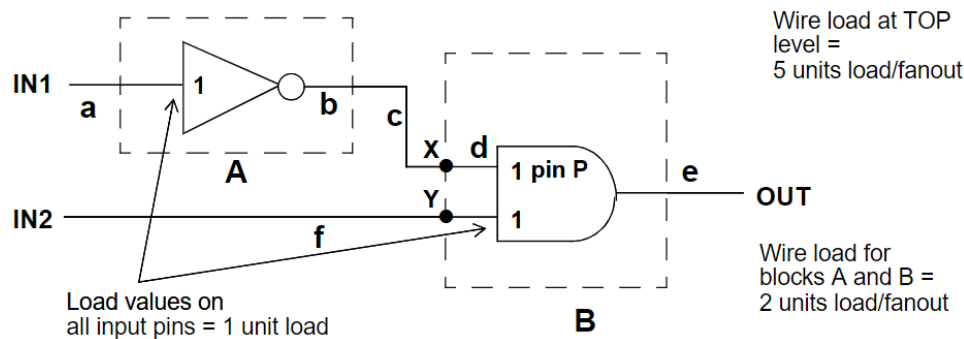 Wire load at TOP
level =
5 units load/fanout
IN1
1
a
b
c
A
X
d
1 pin P
e
Y
1
OUT
IN2
f
Wire load for
blocks A and B =
2 units load/fanout
Load values on
all input pins = 1 unit load
B